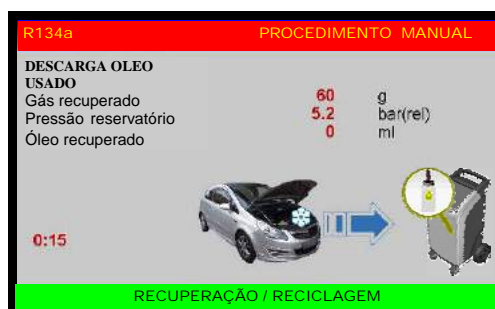 R134a PROCEDIMENTO MANUAL
DESCARGA OLEO
USADO
Gás recuperado 60 g
Pressão reservatório 5.2 bar(rel)
Óleo recuperado 0 ml
0:15
RECUPERAÇÃO / RECICLAGEM